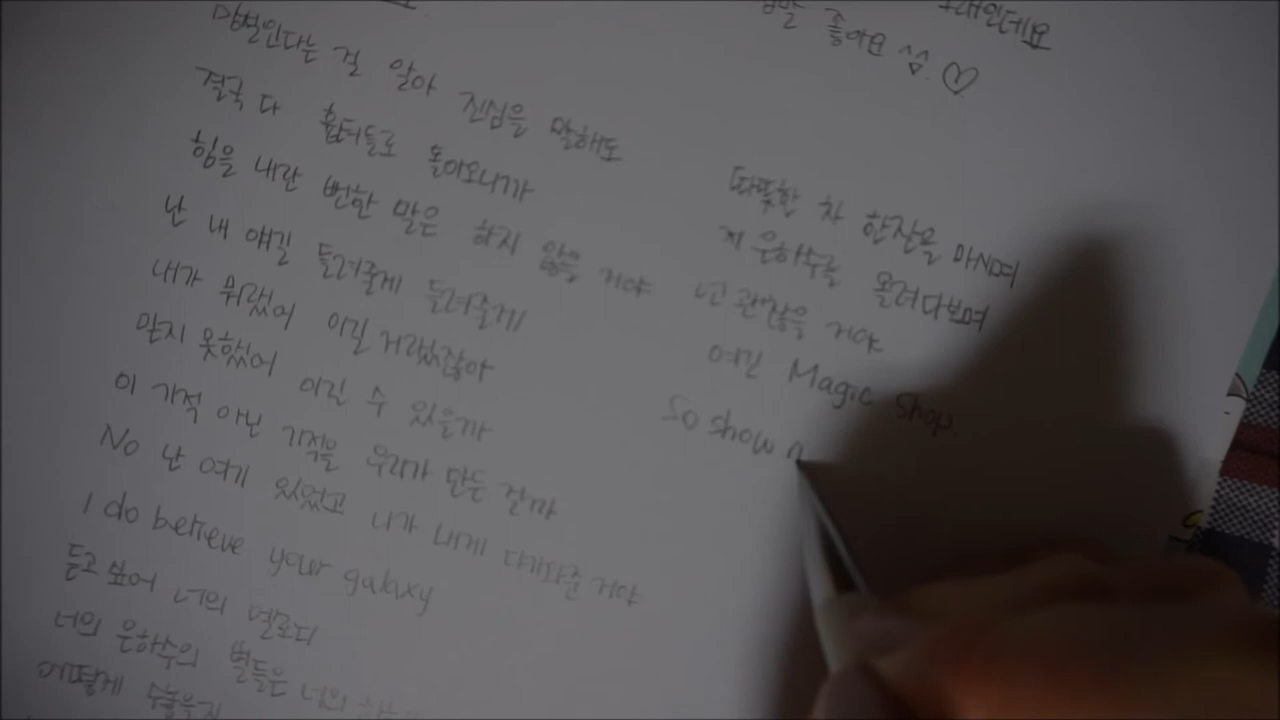 걸 알아 진심을 말해도
결국 다 흉터들로 돌아오니까
힘을 내란 뻔한 말은 하지 않을 거야
난 내 얘길 들려줄게 들려줄게
내가 뭐랬어 이길 거랬잖아
믿지 못했어 이길 수 있을까
이 기적 아닌 기적을 우리가 만든 걸까
No 난 여기 있었고 니가 내게 다가와준 거야
I do believe your galaxy
듣고 싶어 너의 멜로디
너의 은하수의 별들은 너의
어떻게
좋아요 ^^ ♡
따뜻한 차 한잔을 마시며
저 은하수를 올려다보며
넌 괜찮을 거야
여긴 Magic Shop.
So show